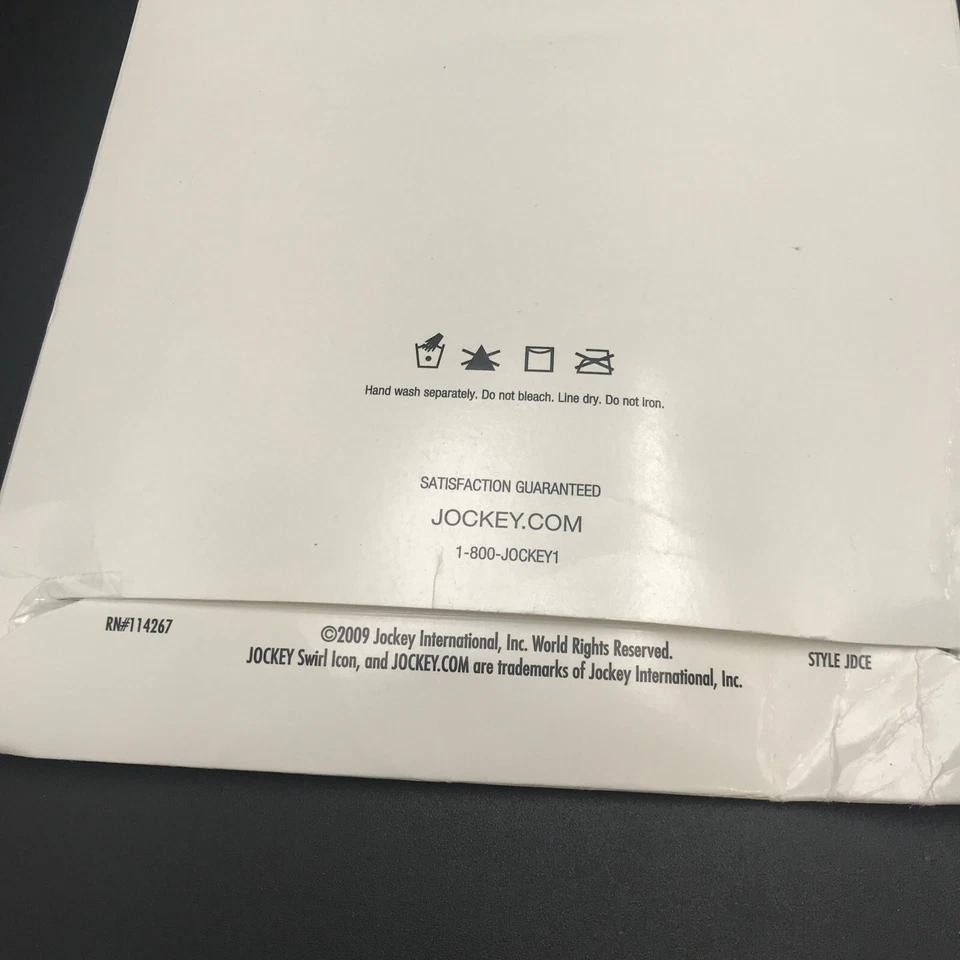 Hand wash separately. Do not bleach. Line dry. Do not iron.
SATISFACTION GUARANTEED
JOCKEY.COM
1-800-JOCKEY1
RN#114267
©2009 Jockey International, Inc. World Rights Reserved.
JOCKEY Swirl Icon, and JOCKEY.COM are trademarks of Jockey International, Inc.
STYLE JDCE